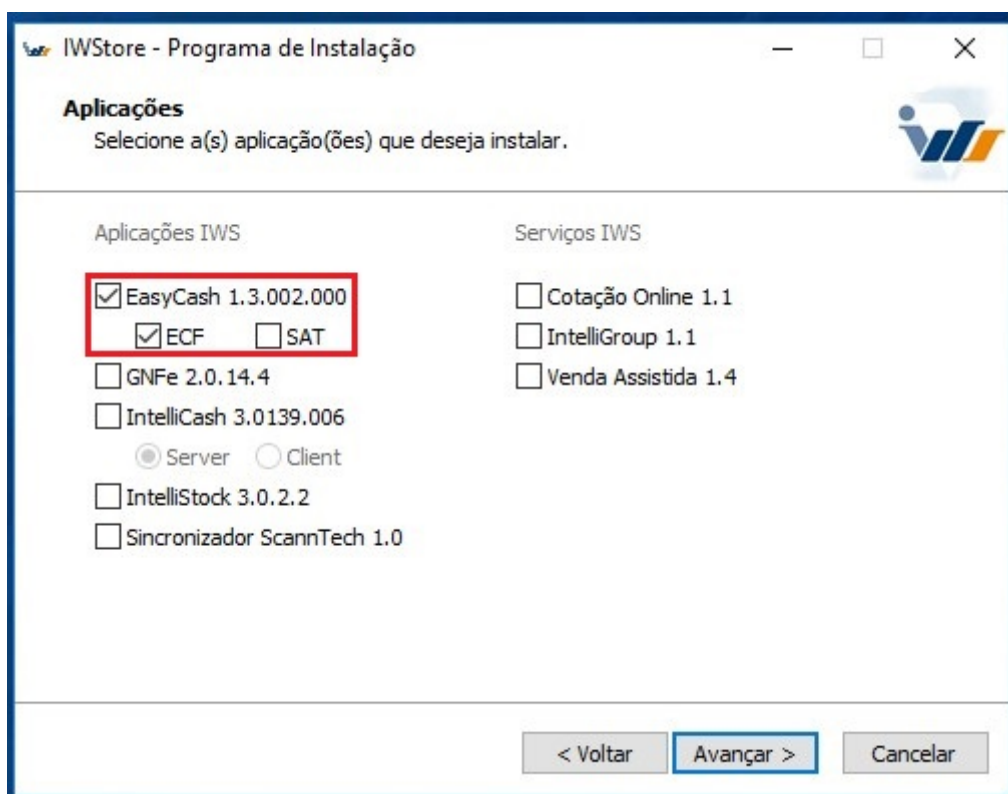 IWStore - Programa de Instalação
Aplicações
Selecione a(s) aplicação(ões) que deseja instalar.
iws
Aplicações IWS
EasyCash 1.3.002.000
ECF SAT
GNFe 2.0.14.4
IntelliCash 3.0139.006
Server Client
IntelliStock 3.0.2.2
Sincronizador ScannTech 1.0
Serviços IWS
Cotação Online 1.1
IntelliGroup 1.1
Venda Assistida 1.4
< Voltar Avançar > Cancelar